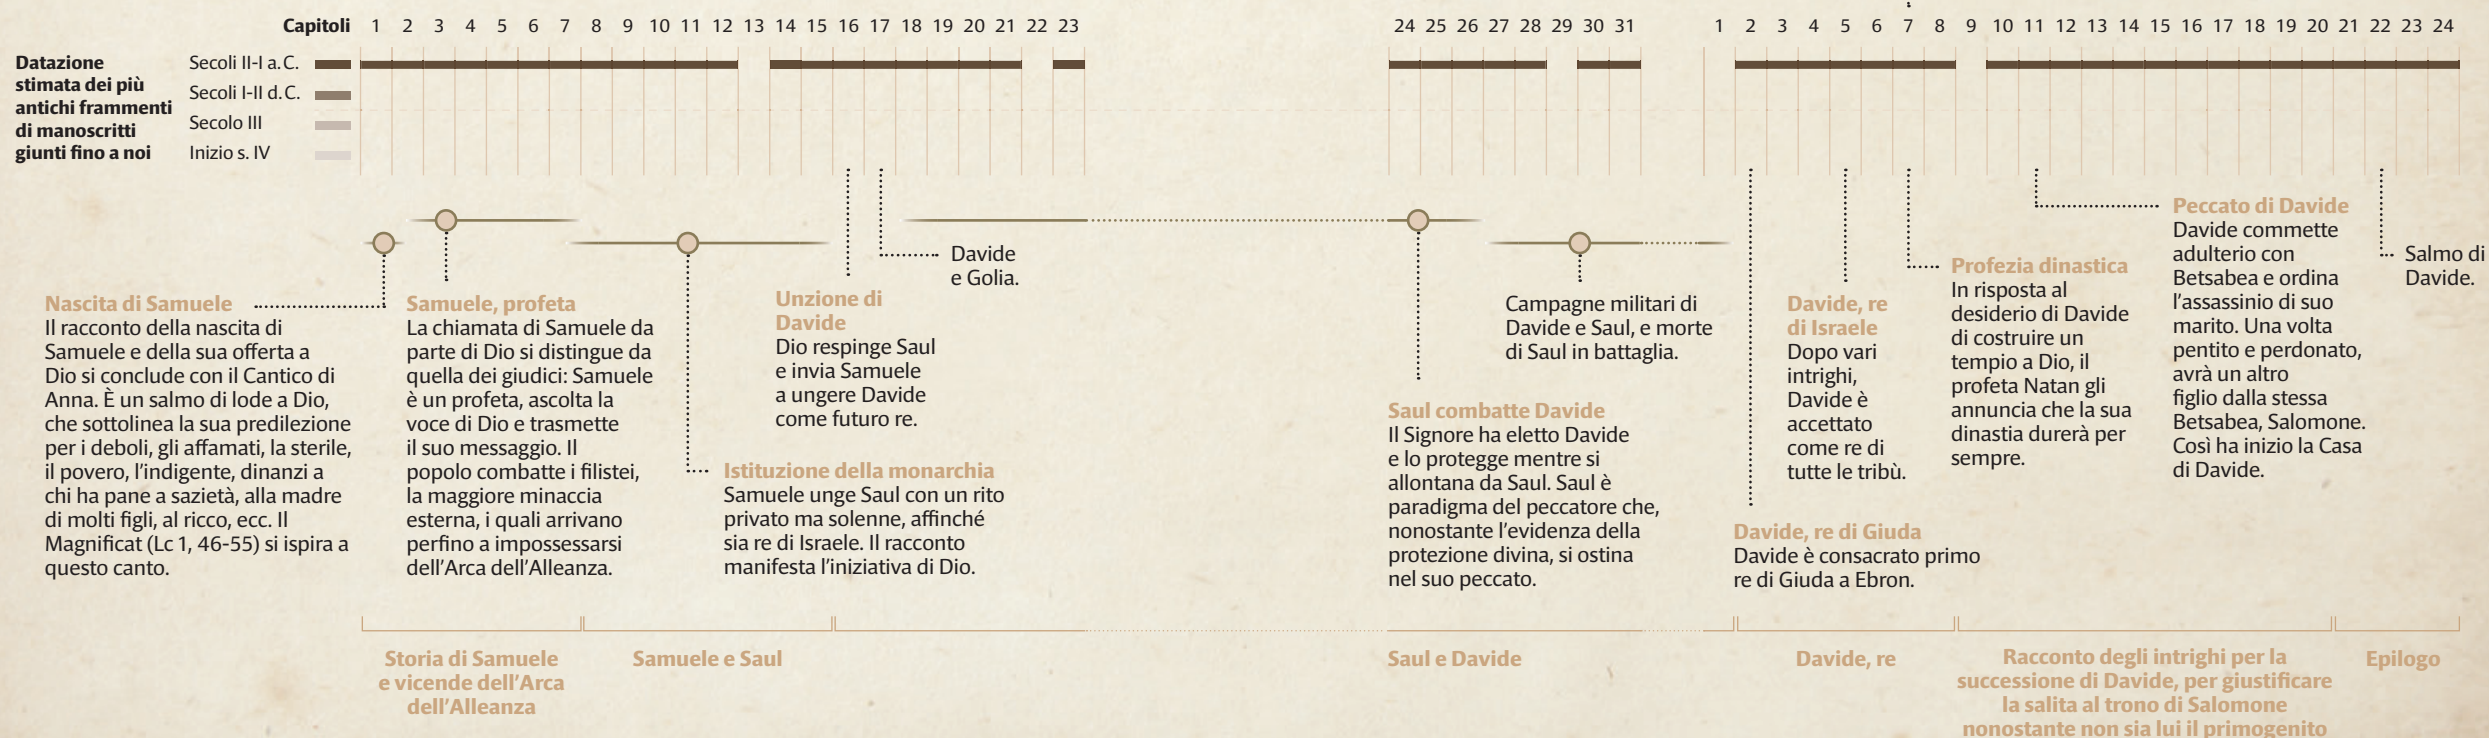 Capitoli 1 2 3 4 5 6 7 8 9 10 11 12 13 14 15 16 17 18 19 20 21 22 23 24 25 26 27 28 29 30 31 1 2 3 4 5 6 7 8 9 10 11 12 13 14 15 16 17 18 19 20 21 22 23 24
Datazione
stimata dei più
antichi frammenti
di manoscritti
giunti fino a noi
Secoli II-I a.C.
Secoli I-II d.C.
Secolo III
Inizio s. IV
Nascita di Samuele
Il racconto della nascita di
Samuele e della sua offerta a
Dio si conclude con il Cantico di
Anna. È un salmo di lode a Dio,
che sottolinea la sua predilezione
per i deboli, gli affamati, la sterile,
il povero, l'indigente, dinanzi a
chi ha pane a sazietà, alla madre
di molti figli, al ricco, ecc. Il
Magnificat (Lc 1, 46-55) si ispira a
questo canto.
Samuele, profeta
La chiamata di Samuele da
parte di Dio si distingue da
quella dei giudici: Samuele
è un profeta, ascolta la
voce di Dio e trasmette
il suo messaggio. Il
popolo combatte i filistei,
la maggiore minaccia
esterna, i quali arrivano
perfino a impossessarsi
dell'Arca dell'Alleanza.
Istituzione della monarchia
Samuele unge Saul con un rito
privato ma solenne, affinché
sia re di Israele. Il racconto
manifesta l'iniziativa di Dio.
Unzione di
Davide
Dio respinge Saul
e invia Samuele
a ungere Davide
come futuro re.
Davide
e Golia.
Saul combatte Davide
Il Signore ha eletto Davide
e lo protegge mentre si
allontana da Saul. Saul è
paradigma del peccatore che,
nonostante l'evidenza della
protezione divina, si ostina
nel suo peccato.
Campagne militari di
Davide e Saul, e morte
di Saul in battaglia.
Davide, re di Giuda
Davide è consacrato primo
re di Giuda a Ebron.
Davide, re
di Israele
Dopo vari
intrighi,
Davide è
accettato
come re di
tutte le tribù.
Profezia dinastica
In risposta al
desiderio di Davide
di costruire un
tempio a Dio, il
profeta Natan gli
annuncia che la sua
dinastia durerà per
sempre.
Peccato di Davide
Davide commette
adulterio con
Betsabea e ordina
l'assassinio di suo
marito. Una volta
pentito e perdonato,
avrà un altro
figlio dalla stessa
Betsabea, Salomone.
Così ha inizio la Casa
di Davide.
Salmo di
Davide.
Storia di Samuele
e vicende dell'Arca
dell'Alleanza
Samuele e Saul
Saul e Davide
Davide, re
Racconto degli intrighi per la
successione di Davide, per giustificare
la salita al trono di Salomone
nonostante non sia lui il primogenito
Epilogo